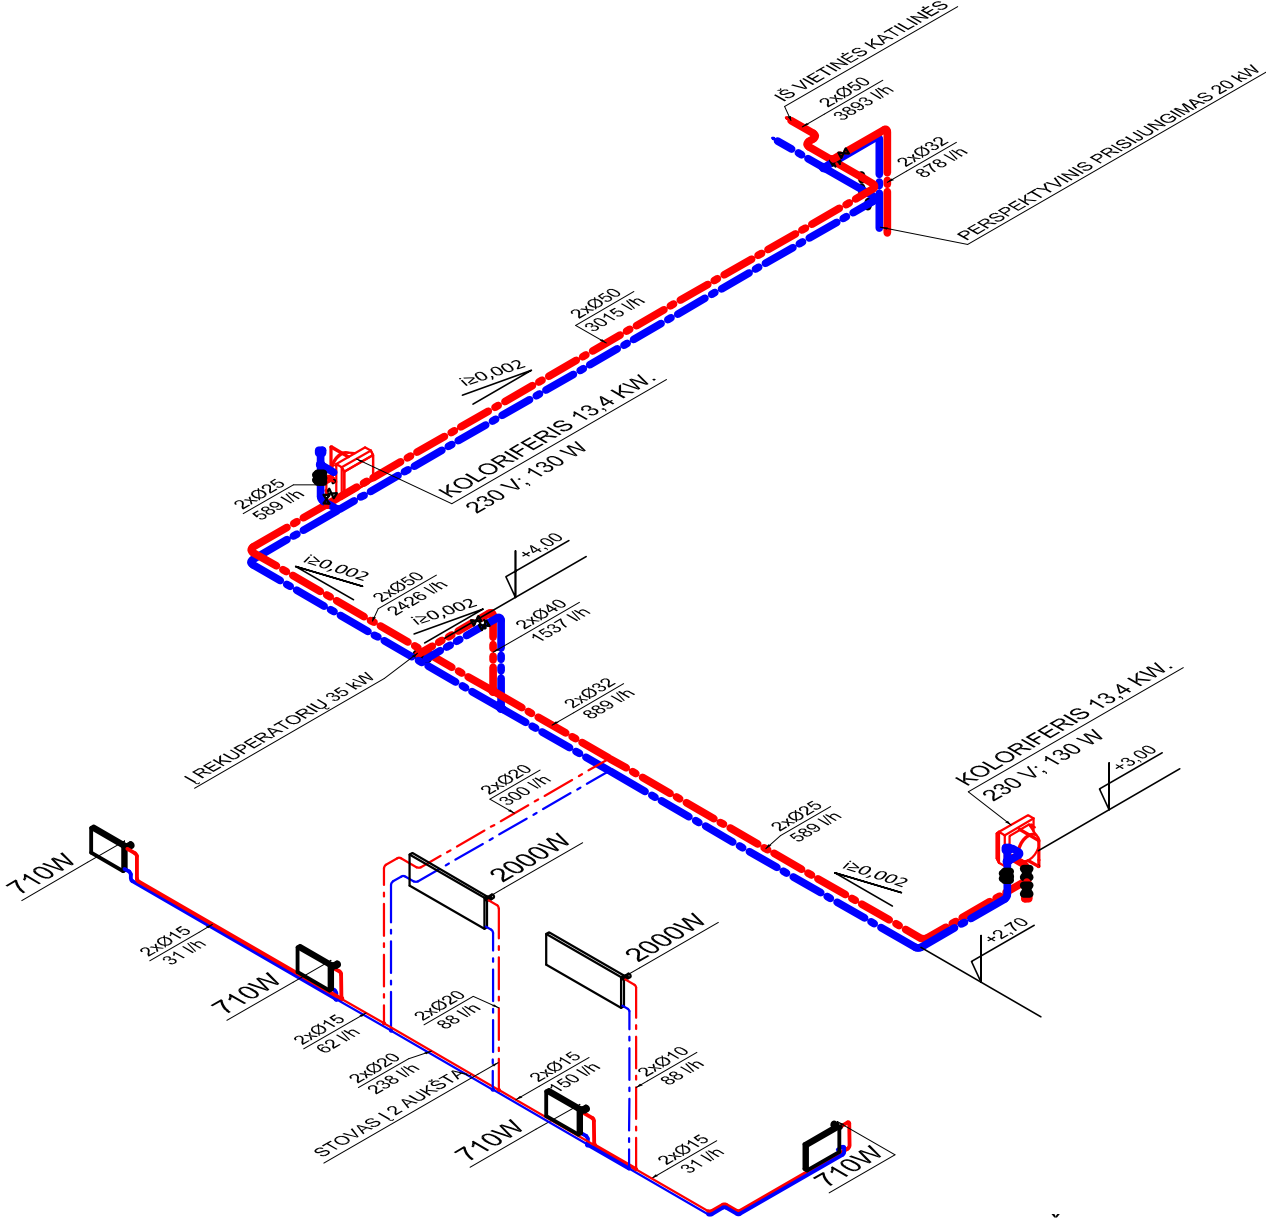 IŠ VIETINĖS KATILINĖS
2xØ50
3893 l/h
2xØ32
878 l/h
PERSPEKTYVINIS PRISIJUNGIMAS 20 kW
2xØ50
3015 l/h
i≥0,002
KOLORIFERIS 13,4 KW.
230 V; 130 W
2xØ25
589 l/h
i≥0,002
2xØ50
2426 l/h
i≥0,002
+4,00
2xØ40
1537 l/h
Į REKUPERATORIŲ 35 kW
2xØ32
889 l/h
KOLORIFERIS 13,4 KW.
230 V; 130 W
+3,00
2xØ20
300 l/h
2xØ25
589 l/h
i≥0,002
+2,70
710W
2000W
2000W
2xØ15
31 l/h
710W
2xØ15
62 l/h
2xØ20
88 l/h
2xØ20
238 l/h
STOVAS Į 2 AUKŠTĄ
2xØ15
150 l/h
2xØ10
88 l/h
710W
2xØ15
31 l/h
710W